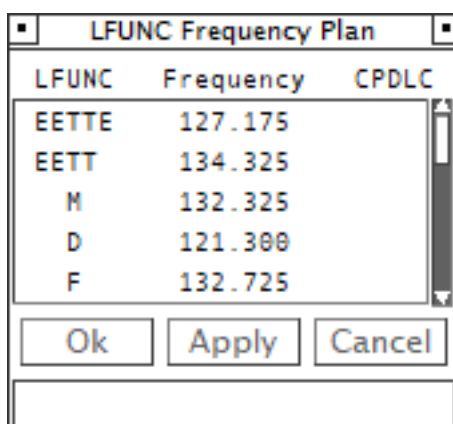 LFUNC Frequency Plan
LFUNC Frequency CPDLC
EETTE 127.175
EETT 134.325
M 132.325
D 121.300
F 132.725
Ok Apply Cancel